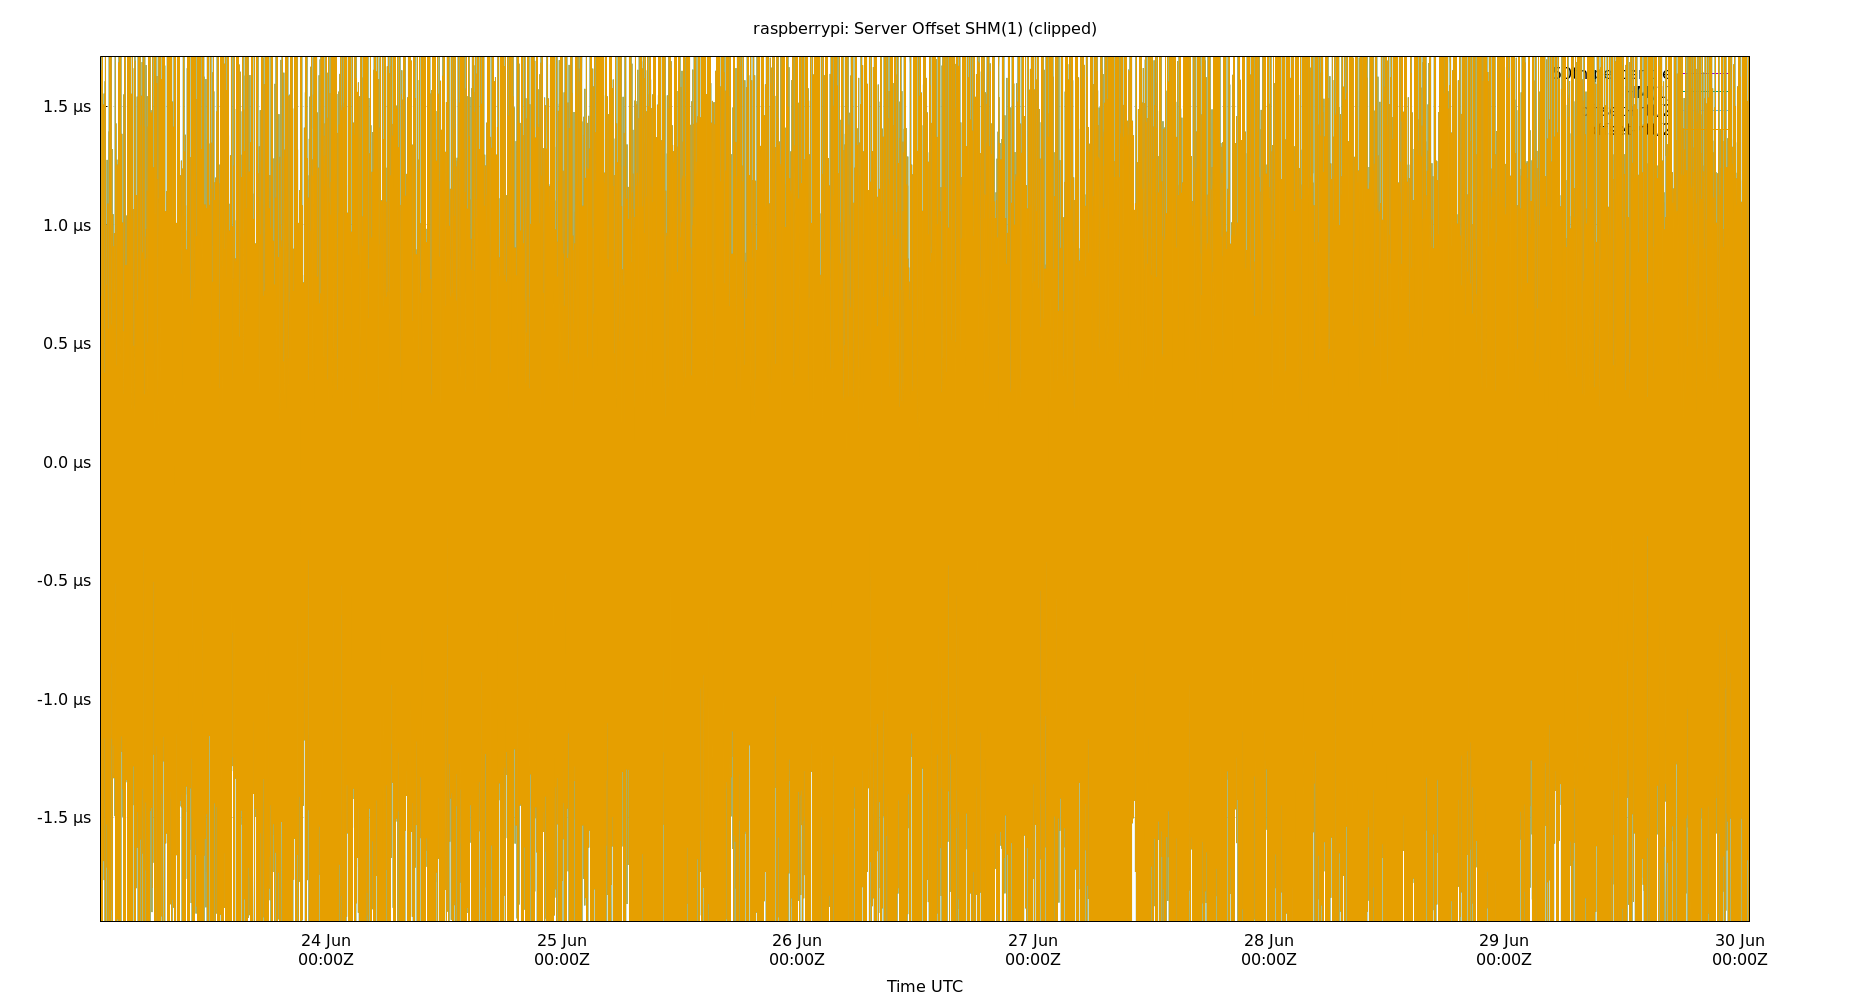 raspberrypi: Server Offset SHM(1) (clipped)
1.5 µs
1.0 µs
0.5 µs
0.0 µs
-0.5 µs
-1.0 µs
-1.5 µs
24 Jun
00:00Z
25 Jun
00:00Z
26 Jun
00:00Z
27 Jun
00:00Z
28 Jun
00:00Z
29 Jun
00:00Z
30 Jun
00:00Z
Time UTC